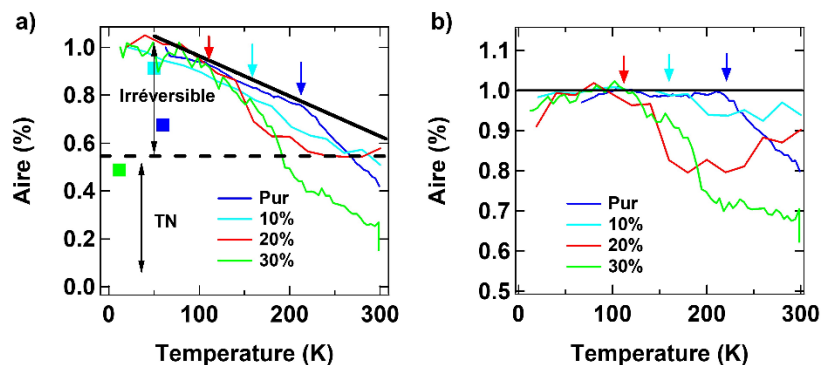 a)
Aire (%)
1.0
0.8
0.6
0.4
0.2
0.0
Irréversible
TN
Pur
10%
20%
30%
0
100
200
300
Temperature (K)
b)
Aire (%)
1.1
1.0
0.9
0.8
0.7
0.6
0.5
Pur
10%
20%
30%
0
100
200
300
Temperature (K)